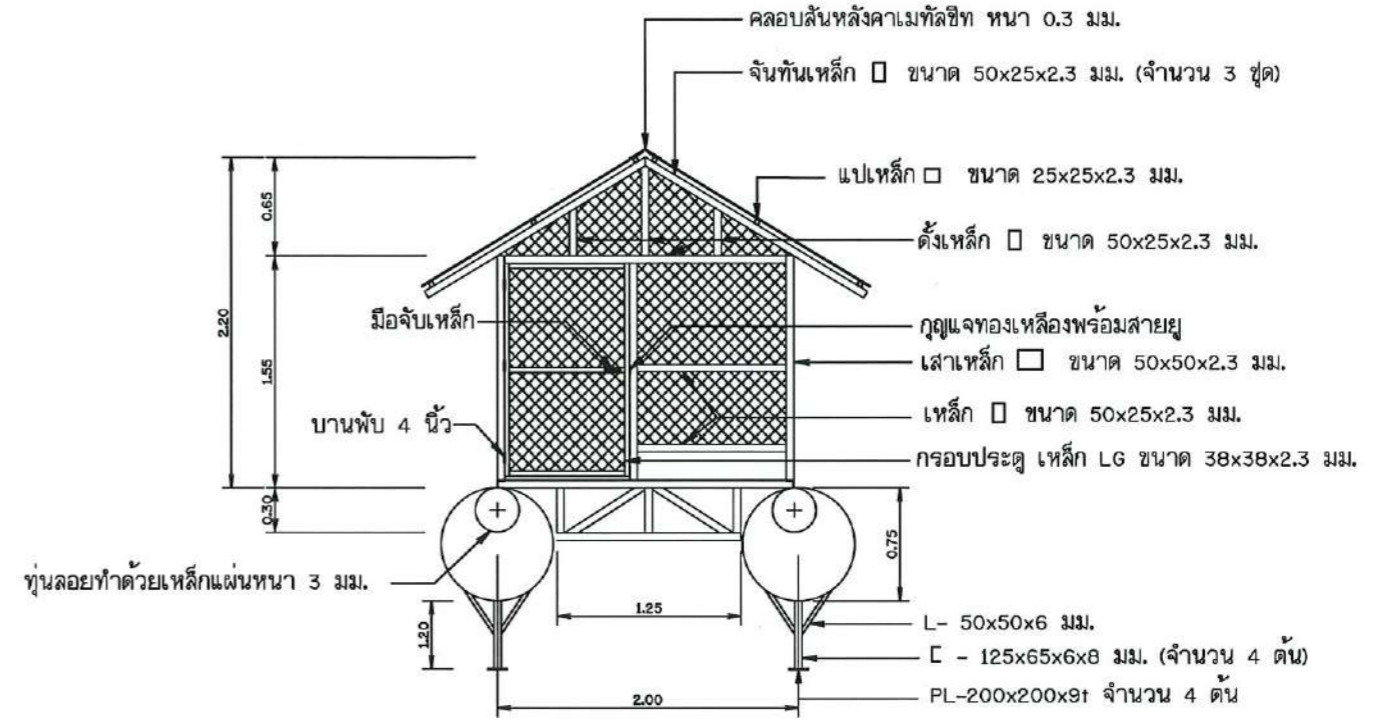 คลอบสันหลังคาเมทัลชีท หนา 0.3 มม.
จันทันเหล็ก ▯ ขนาด 50x25x2.3 มม. (จำนวน 3 ชุด)
แปเหล็ก □ ขนาด 25x25x2.3 มม.
ดั้งเหล็ก ▯ ขนาด 50x25x2.3 มม.
มือจับเหล็ก
กุญแจทองเหลืองพร้อมสายยู
เสาเหล็ก □ ขนาด 50x50x2.3 มม.
เหล็ก ▯ ขนาด 50x25x2.3 มม.
บานพับ 4 นิ้ว
กรอบประตู เหล็ก LG ขนาด 38x38x2.3 มม.
ทุ่นลอยทำด้วยเหล็กแผ่นหนา 3 มม.
L- 50x50x6 มม.
[ - 125x65x6x8 มม. (จำนวน 4 ต้น)
PL-200x200x9t จำนวน 4 ต้น
0.65
2.20
1.55
0.30
0.75
1.25
1.20
2.00